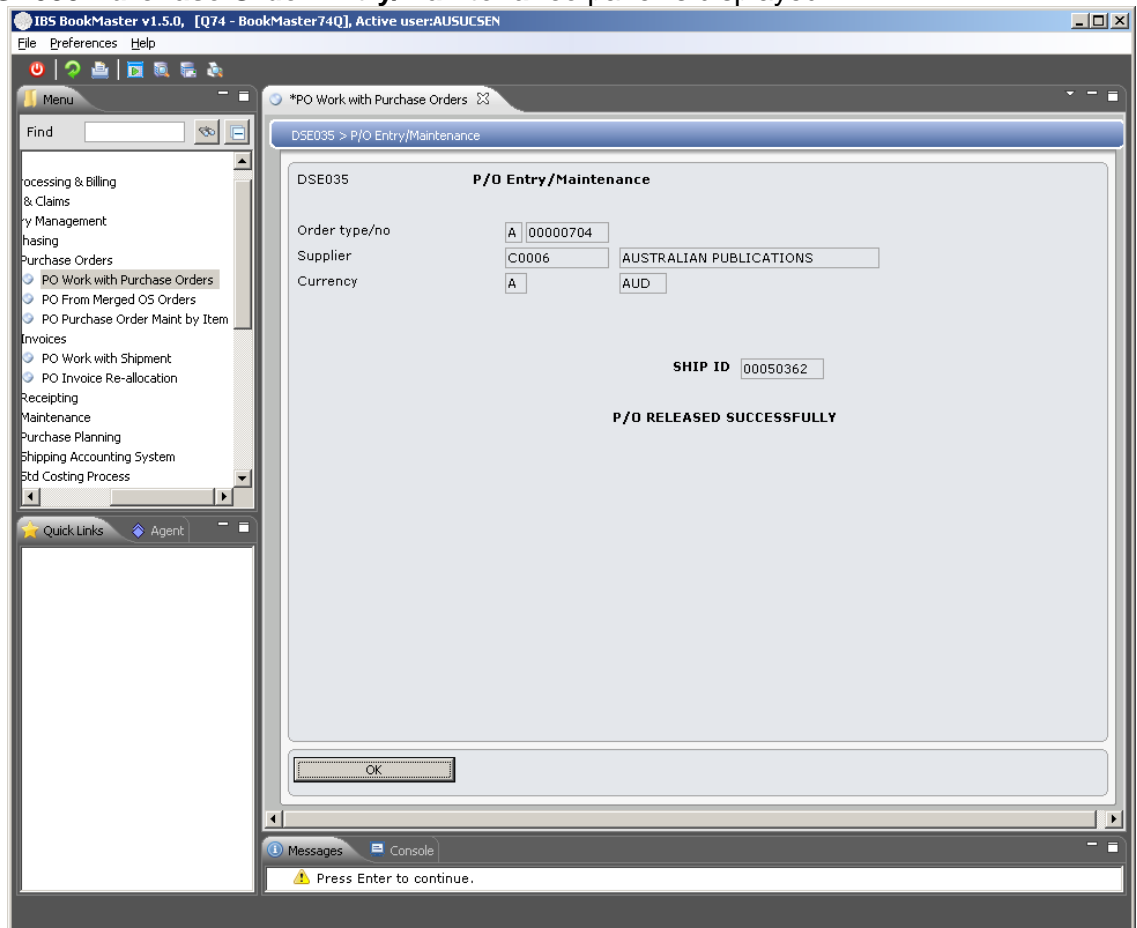 IBS BookMaster v1.5.0, [Q74 - BookMaster74Q], Active user:AUSUCSEN
File Preferences Help
Menu
*PO Work with Purchase Orders
Find
DSE035 > P/O Entry/Maintenance
ocessing & Billing
& Claims
y Management
hasing
Purchase Orders
PO Work with Purchase Orders
PO From Merged OS Orders
PO Purchase Order Maint by Item
Invoices
PO Work with Shipment
PO Invoice Re-allocation
Receipting
Maintenance
Purchase Planning
Shipping Accounting System
Std Costing Process
DSE035 P/O Entry/Maintenance
Order type/no A 00000704
Supplier C0006 AUSTRALIAN PUBLICATIONS
Currency A AUD
SHIP ID 00050362
P/O RELEASED SUCCESSFULLY
Quick Links Agent
OK
Messages Console
Press Enter to continue.